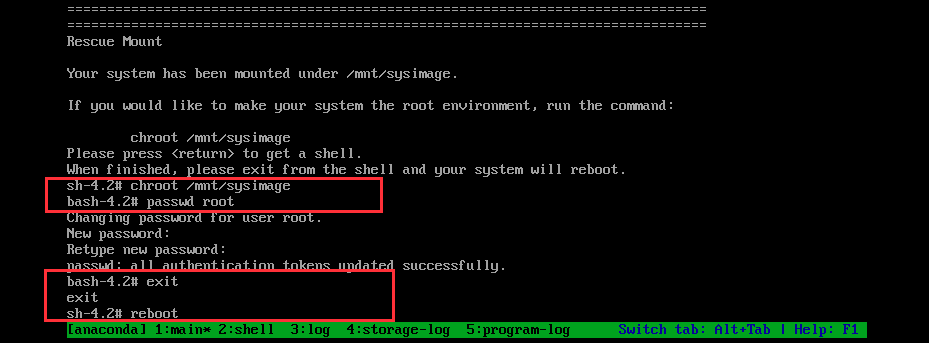 ================================================================================
================================================================================
Rescue Mount
Your system has been mounted under /mnt/sysimage.
If you would like to make your system the root environment, run the command:
chroot /mnt/sysimage
Please press <return> to get a shell.
When finished, please exit from the shell and your system will reboot.
sh-4.2# chroot /mnt/sysimage
bash-4.2# passwd root
Changing password for user root.
New password:
Retype new password:
passwd: all authentication tokens updated successfully.
bash-4.2# exit
exit
sh-4.2# reboot
[anaconda] 1:main* 2:shell  3:log  4:storage-log  5:program-log      Switch tab: Alt+Tab | Help: F1